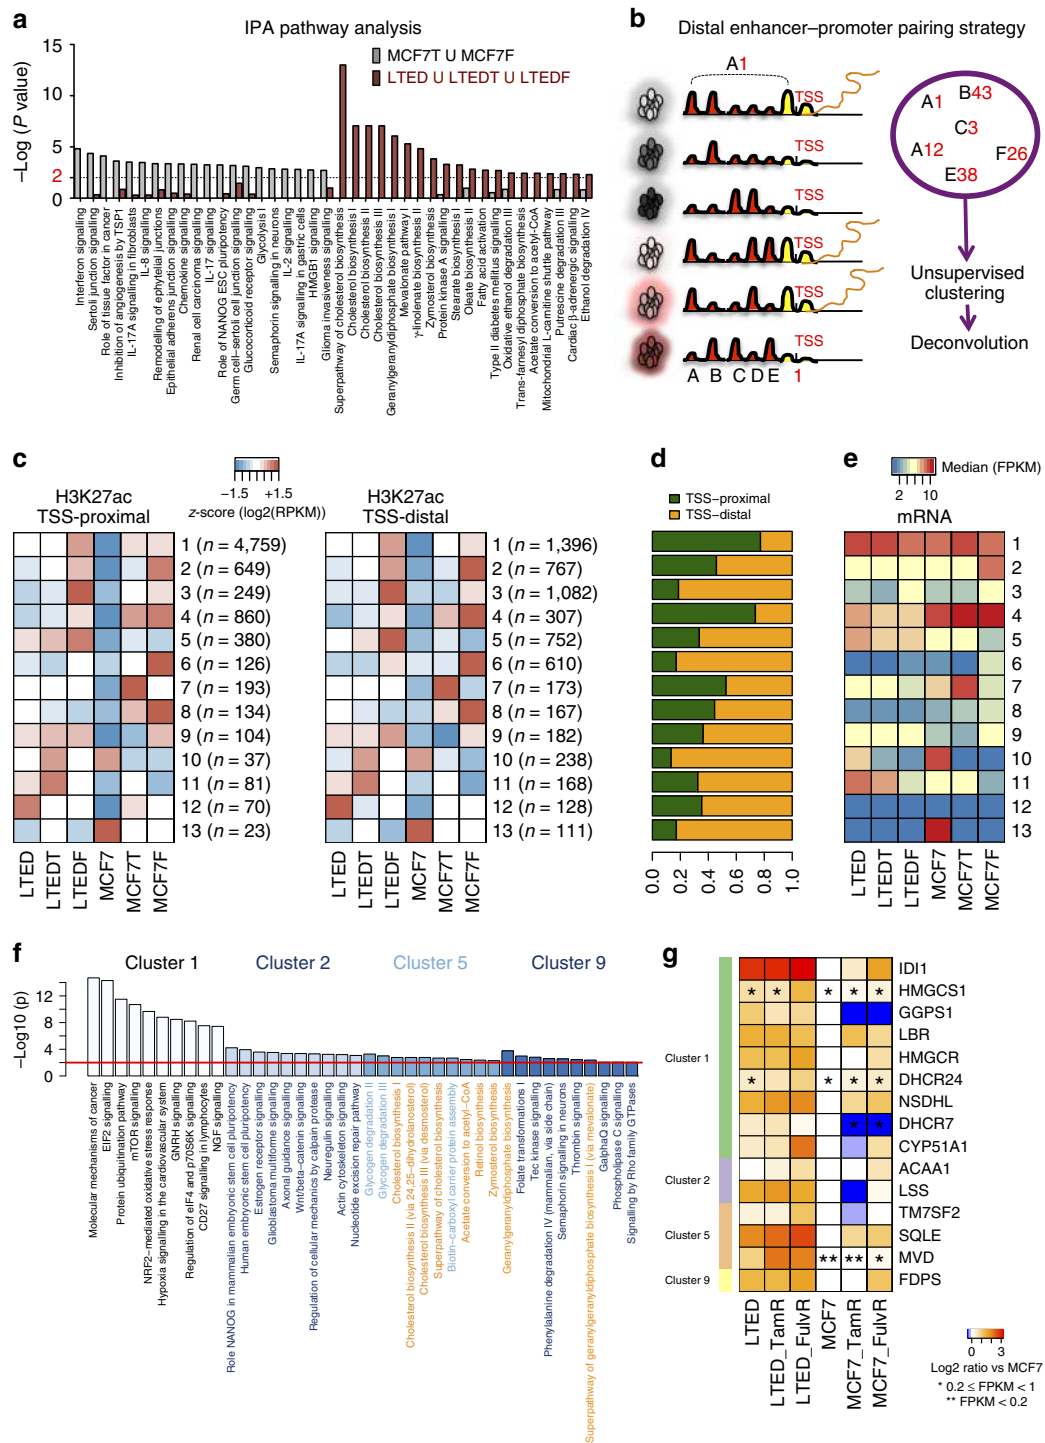 a
IPA pathway analysis
MCF7T U MCF7F
LTED U LTEDT U LTEDF
–Log (P value)
15
10
5
2
0
Interferon signaling
Sertoli junction signalling
Role of tissue factor in cancer
Inhibition of angiogenesis by TSP1
IL-17A signalling in fibroblasts
IL-8 signalling
Remodelling of ephytelial junctions
Epithelial adherens junction signalling
Chemokine signalling
Renal cell carcinoma signalling
IL-17 signalling
Role of NANOG ESC pluripotency
Germ cell–sertoli cell junction signalling
Glucocorticoid receptor signalling
Glycolysis I
Semaphorin signalling in neurons
IL-2 signalling
IL-17A signalling in gastric cells
HMGB1 signalling
Glioma invasiveness signalling
Superpathway of cholesterol biosynthesis
Cholesterol biosynthesis I
Cholesterol biosynthesis II
Cholesterol biosynthesis III
Geranylgeranyldiphosphate biosynthesis I
Mevalonate pathway I
γ-linolenate biosynthesis II
Zymosterol biosynthesis
Protein kinase A signalling
Stearate biosynthesis I
Oleate biosynthesis II
Fatty acid activation
Type II diabetes mellitus signalling
Oxidative ethanol degradation III
Trans-farnesyl diphosphate biosynthesis
Acetate conversion to acetyl-CoA
Mitochondrial L-carnitine shuttle pathway
Putrescine degradation III
Cardiac β-adrenergic signalling
Ethanol degradation IV
b
Distal enhancer–promoter pairing strategy
A1
TSS
TSS
TSS
TSS
TSS
TSS
A B C D E 1
A1 B43
C3
A12 F26
E38
Unsupervised
clustering
Deconvolution
c
H3K27ac
TSS-proximal
−1.5 +1.5
z-score (log2(RPKM))
H3K27ac
TSS-distal
1 (n = 4,759)
2 (n = 649)
3 (n = 249)
4 (n = 860)
5 (n = 380)
6 (n = 126)
7 (n = 193)
8 (n = 134)
9 (n = 104)
10 (n = 37)
11 (n = 81)
12 (n = 70)
13 (n = 23)
LTED
LTEDT
LTEDF
MCF7
MCF7T
MCF7F
1 (n = 1,396)
2 (n = 767)
3 (n = 1,082)
4 (n = 307)
5 (n = 752)
6 (n = 610)
7 (n = 173)
8 (n = 167)
9 (n = 182)
10 (n = 238)
11 (n = 168)
12 (n = 128)
13 (n = 111)
LTED
LTEDT
LTEDF
MCF7
MCF7T
MCF7F
d
TSS–proximal
TSS–distal
0.0
0.2
0.4
0.6
0.8
1.0
e
Median (FPKM)
2 10
mRNA
1
2
3
4
5
6
7
8
9
10
11
12
13
LTED
LTEDT
LTEDF
MCF7
MCF7T
MCF7F
f
Cluster 1 Cluster 2 Cluster 5 Cluster 9
−Log10 (p)
12
8
4
0
Molecular mechanisms of cancer
EIF2 signalling
Protein ubiquitination pathway
mTOR signalling
NRF2–mediated oxidative stress response
Hypoxia signalling in the cardiovascular system
GNRH signalling
Regulation of eIF4 and p70S6K signalling
CD27 signalling in lymphocytes
NGF signalling
Role NANOG in mammalian embryonic stem cell pluripotency
Human embryonic stem cell pluripotency
Estrogen receptor signalling
Glioblastoma multiforme signalling
Axonal guidance signalling
Wnt/beta–catenin signalling
Regulation of cellular mechanics by calpain protease
Neuregulin signalling
Actin cytoskeleton signalling
Nucleotide excision repair pathway
Glycogen degradation II
Glycogen degradation III
Cholesterol biosynthesis I
Cholesterol biosynthesis II (via 24,25–dihydrolanosterol)
Cholesterol biosynthesis III (via desmosterol)
Superpathway of cholesterol biosynthesis
Biotin–carboxyl carrier protein assembly
Acetate conversion to acetyl–CoA
Retinol biosynthesis
Zymosterol biosynthesis
Geranylgeranyldiphosphate biosynthesis
Folate transformations I
Tec kinase signalling
Phenylalanine degradation IV (mammalian, via side chain)
Semaphorin signalling in neurons
Thrombin signalling
Superpathway of geranylgeranyldiphosphate biosynthesis I (via mevalonate)
GalphaQ signalling
Phospholipase C signalling
Signalling by Rho family GTPases
g
Cluster 1
Cluster 2
Cluster 5
Cluster 9
IDI1
* * * * * HMGCS1
GGPS1
LBR
HMGCR
* * * * DHCR24
NSDHL
* * DHCR7
CYP51A1
ACAA1
LSS
TM7SF2
SQLE
** ** * MVD
FDPS
LTED
LTED_TamR
LTED_FulvR
MCF7
MCF7_TamR
MCF7_FulvR
0 3
Log2 ratio vs MCF7
* 0.2 ≤ FPKM < 1
** FPKM < 0.2